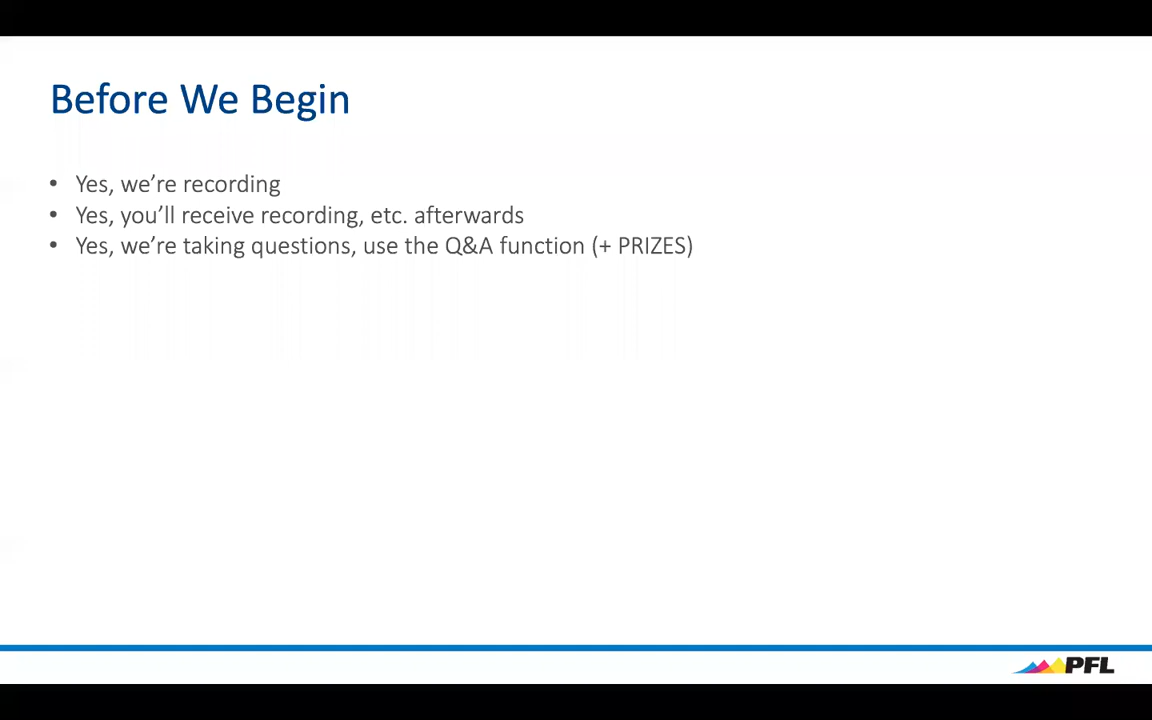 Before We Begin
• Yes, we’re recording
• Yes, you’ll receive recording, etc. afterwards
• Yes, we’re taking questions, use the Q&A function (+ PRIZES)
PFL